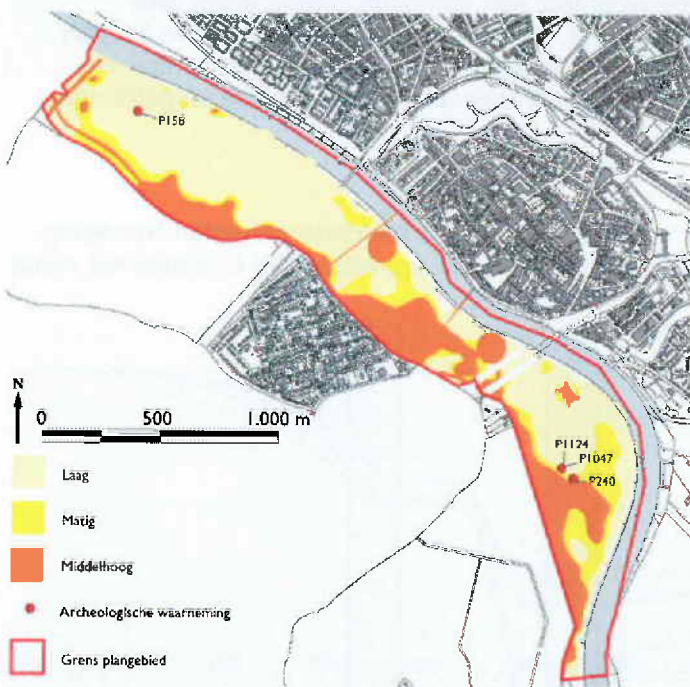 P158
P1124
P1047
P240
N
0 500 1.000 m
Laag
Matig
Middelhoog
Archeologische waarneming
Grens plangebied